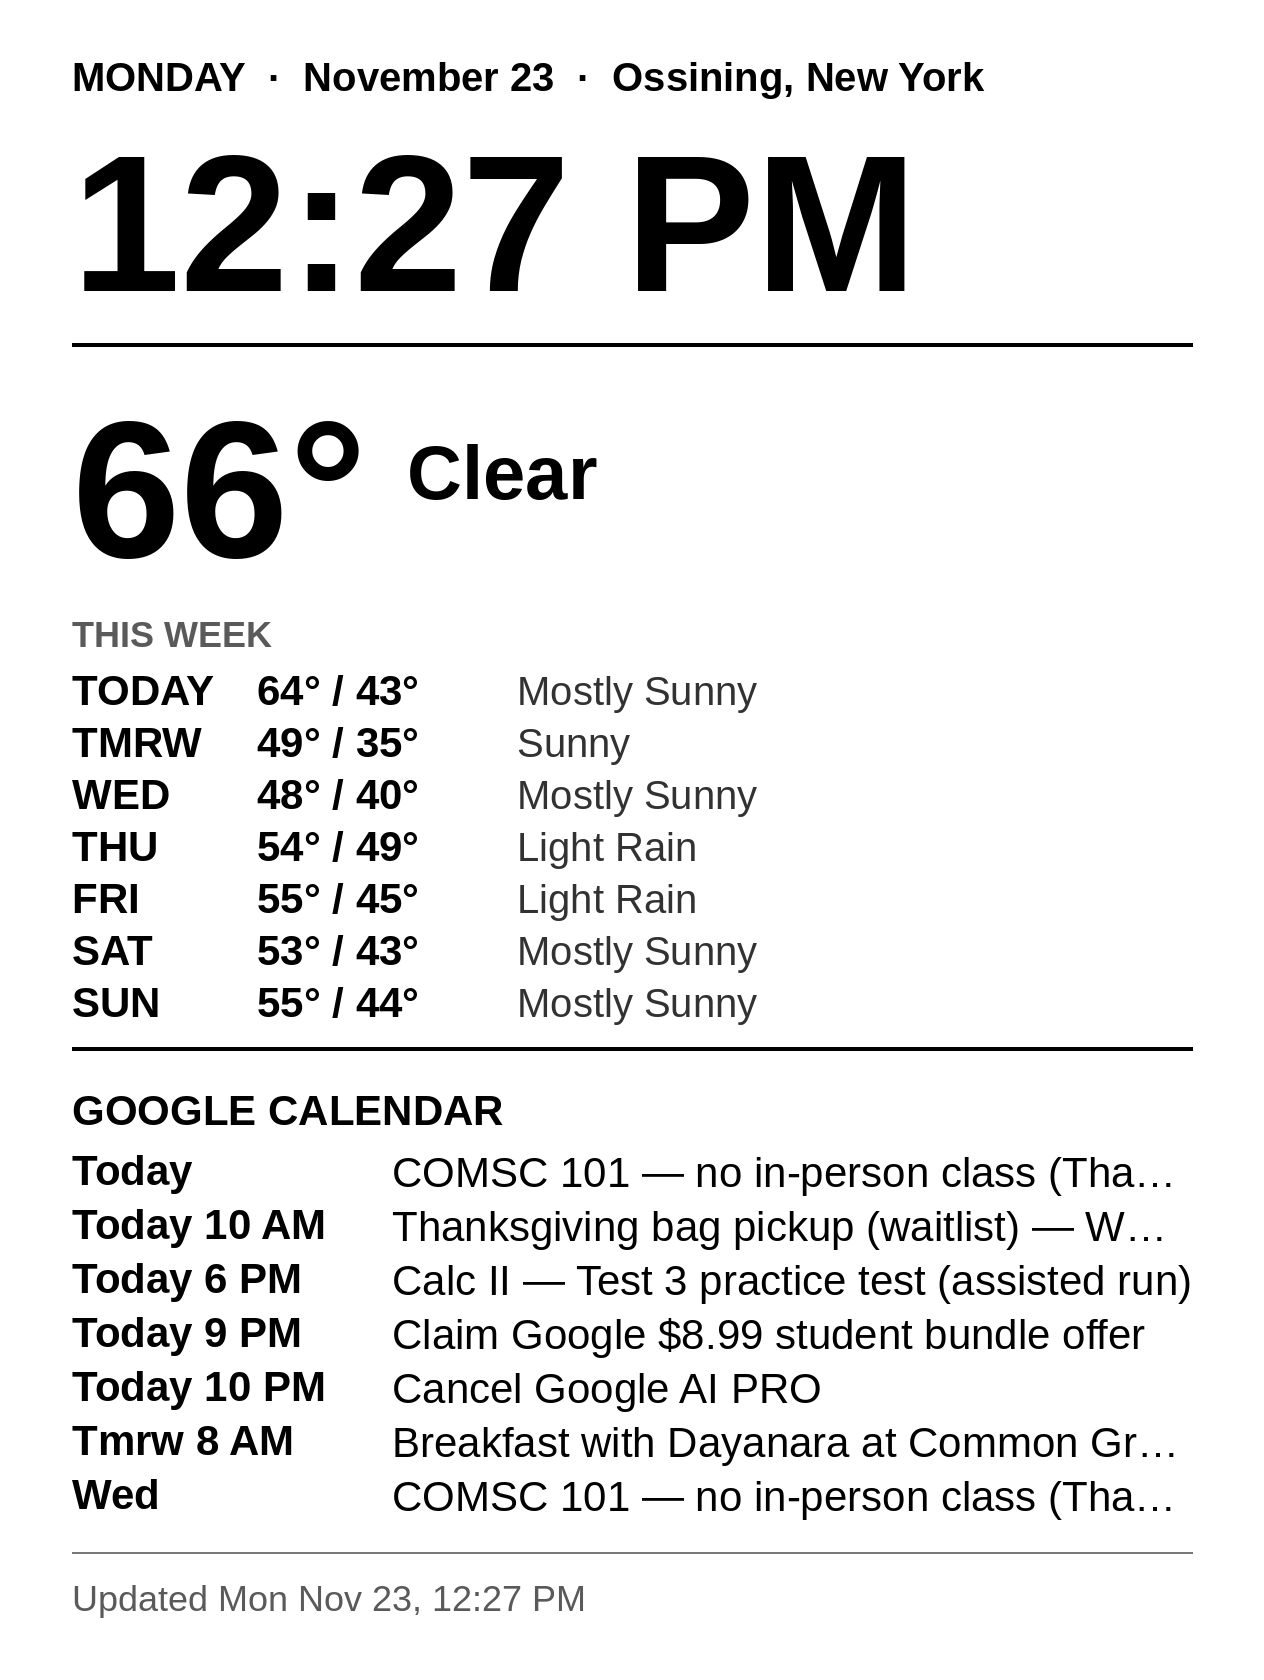 MONDAY · November 23 · Ossining, New York
12:27 PM
66° Clear
THIS WEEK
TODAY 64° / 43° Mostly Sunny
TMRW 49° / 35° Sunny
WED 48° / 40° Mostly Sunny
THU 54° / 49° Light Rain
FRI 55° / 45° Light Rain
SAT 53° / 43° Mostly Sunny
SUN 55° / 44° Mostly Sunny
GOOGLE CALENDAR
Today COMSC 101 — no in-person class (Tha…
Today 10 AM Thanksgiving bag pickup (waitlist) — W…
Today 6 PM Calc II — Test 3 practice test (assisted run)
Today 9 PM Claim Google $8.99 student bundle offer
Today 10 PM Cancel Google AI PRO
Tmrw 8 AM Breakfast with Dayanara at Common Gr…
Wed COMSC 101 — no in-person class (Tha…
Updated Mon Nov 23, 12:27 PM